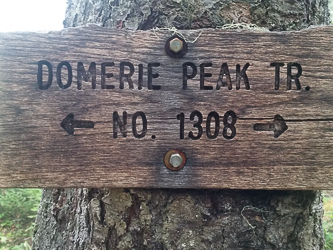 DOMERIE PEAK TR.
← NO. 1308 →